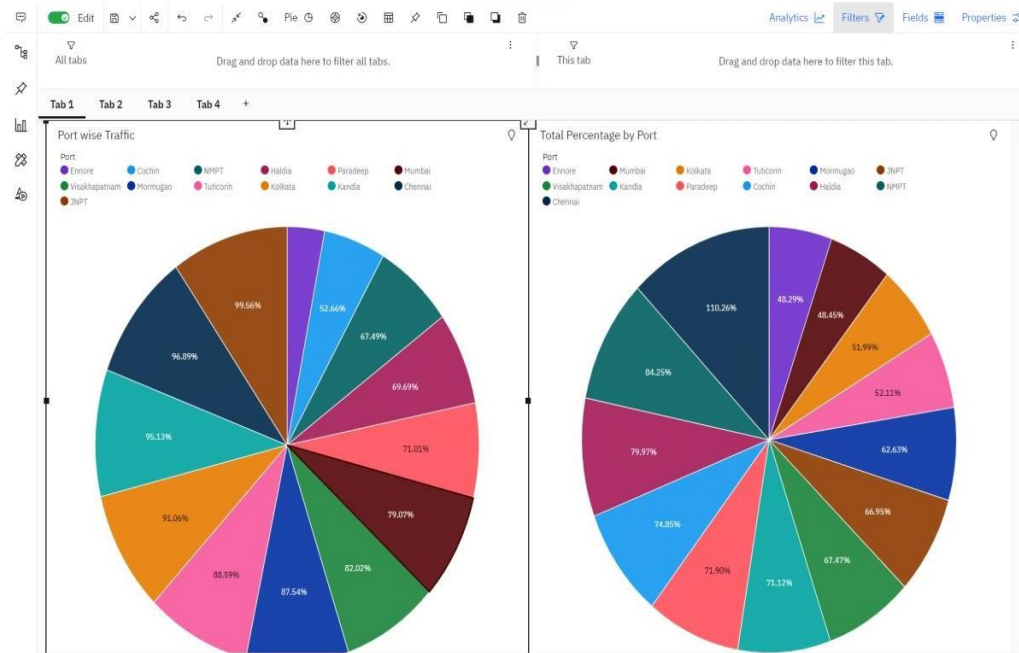 Edit Pie Analytics Filters Fields Properties
All tabs Drag and drop data here to filter all tabs. This tab Drag and drop data here to filter this tab.
Tab 1 Tab 2 Tab 3 Tab 4 +
Port wise Traffic
Port
Ennore Cochin NMPT Haldia Paradeep Mumbai
Visakhapatnam Mormugao Tuticorin Kolkata Kandla Chennai
JNPT
99.56%
52.66%
67.49%
96.89%
69.69%
95.13%
71.01%
91.06%
79.07%
88.59%
82.02%
87.54%
Total Percentage by Port
Port
Ennore Mumbai Kolkata Tuticorin Mormugao JNPT
Visakhapatnam Kandla Paradeep Cochin Haldia NMPT
Chennai
110.26%
48.29%
48.45%
51.99%
84.25%
52.11%
79.97%
62.63%
74.85%
66.95%
67.47%
71.90%
71.12%